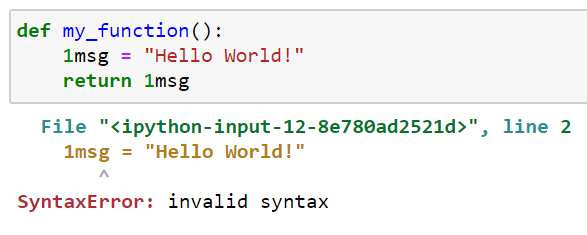 def my_function():
    1msg = "Hello World!"
    return 1msg
  File "<ipython-input-12-8e780ad2521d>", line 2
    1msg = "Hello World!"
       ^
SyntaxError: invalid syntax